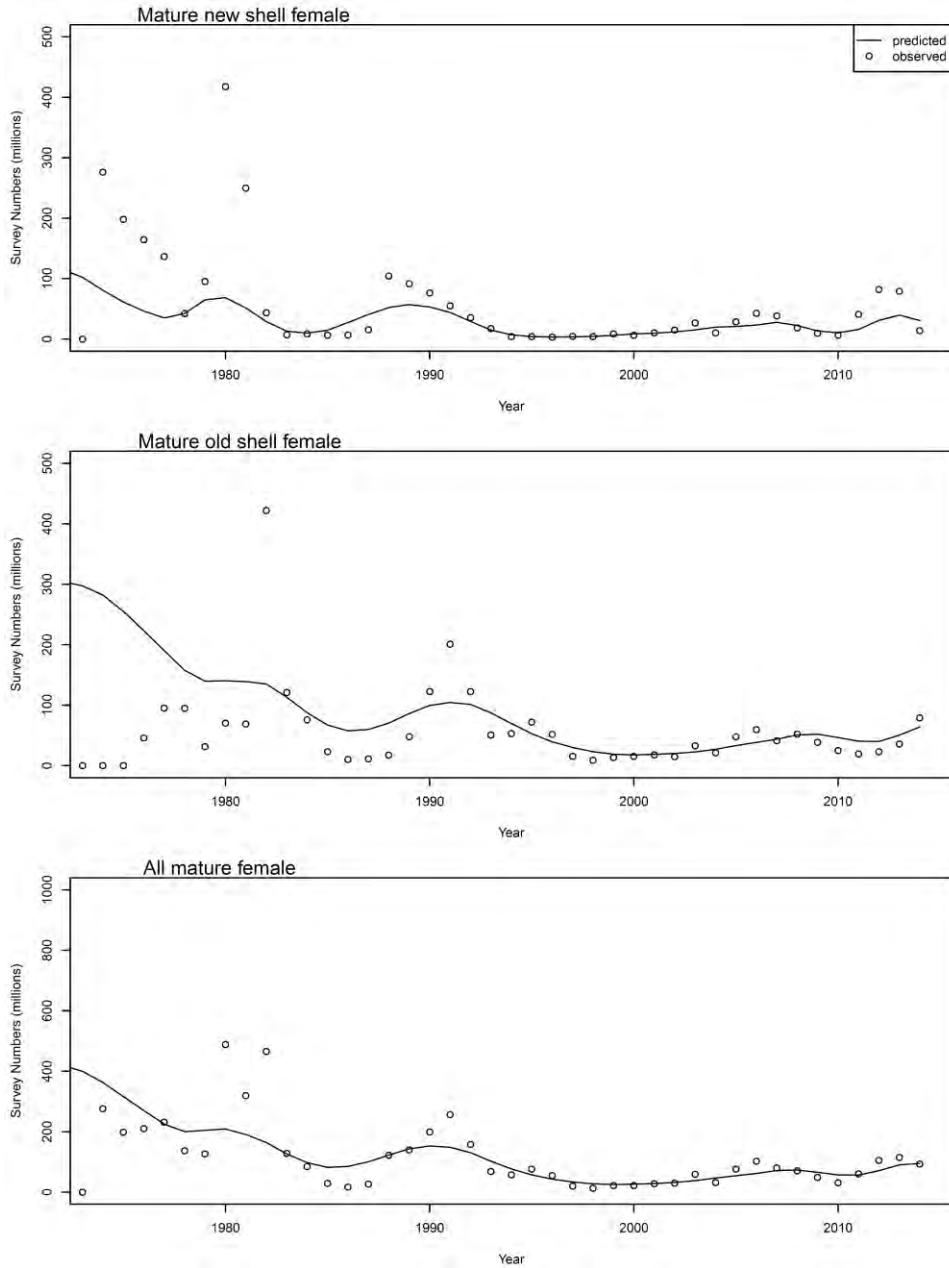 Mature new shell female
500
400
300
200
100
0
Survey Numbers (millions)
predicted
observed
1980
1990
2000
2010
Year
Mature old shell female
500
400
300
200
100
0
Survey Numbers (millions)
1980
1990
2000
2010
Year
All mature female
1000
800
600
400
200
0
Survey Numbers (millions)
1980
1990
2000
2010
Year